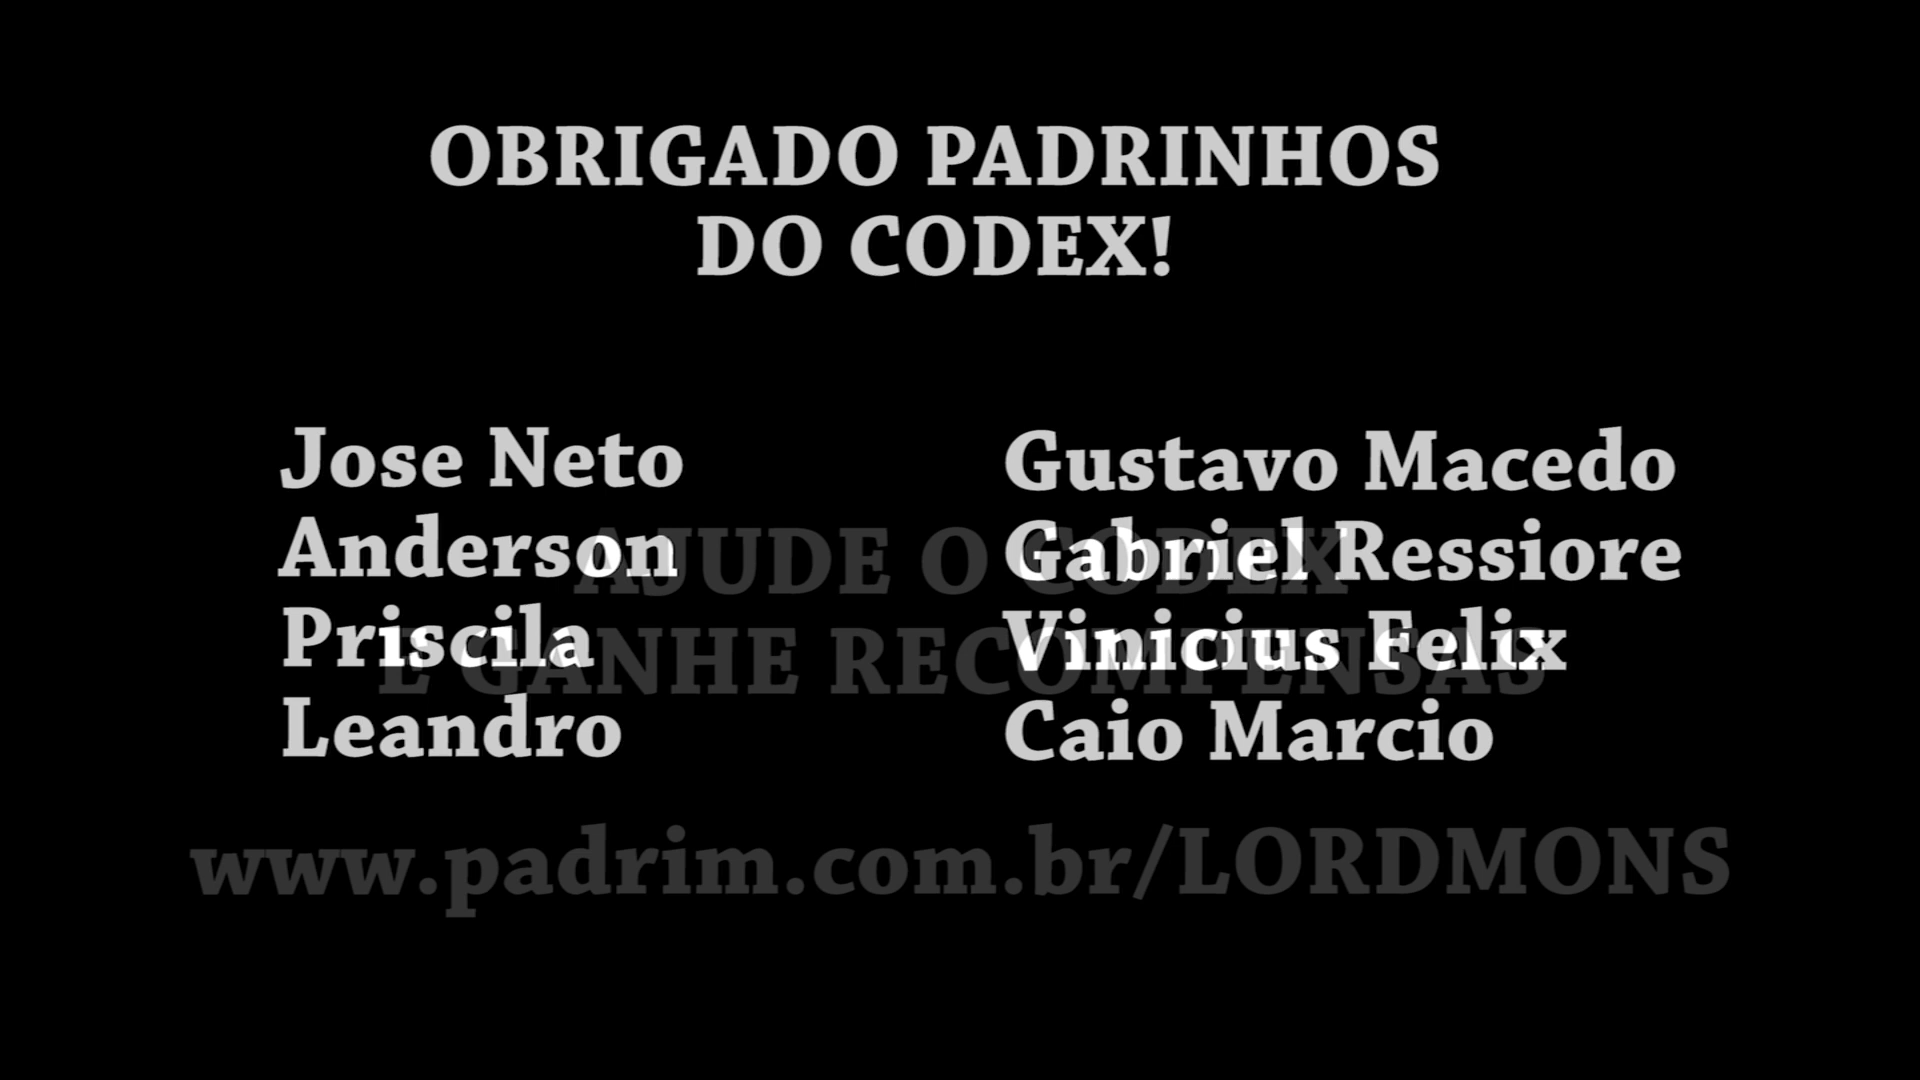 OBRIGADO PADRINHOS
DO CODEX!
Jose Neto
Anderson
Priscila
Leandro
Gustavo Macedo
Gabriel Ressiore
Vinicius Felix
Caio Marcio
AJUDE O CODEX
E GANHE RECOMPENSAS
www.padrim.com.br/LORDMONS